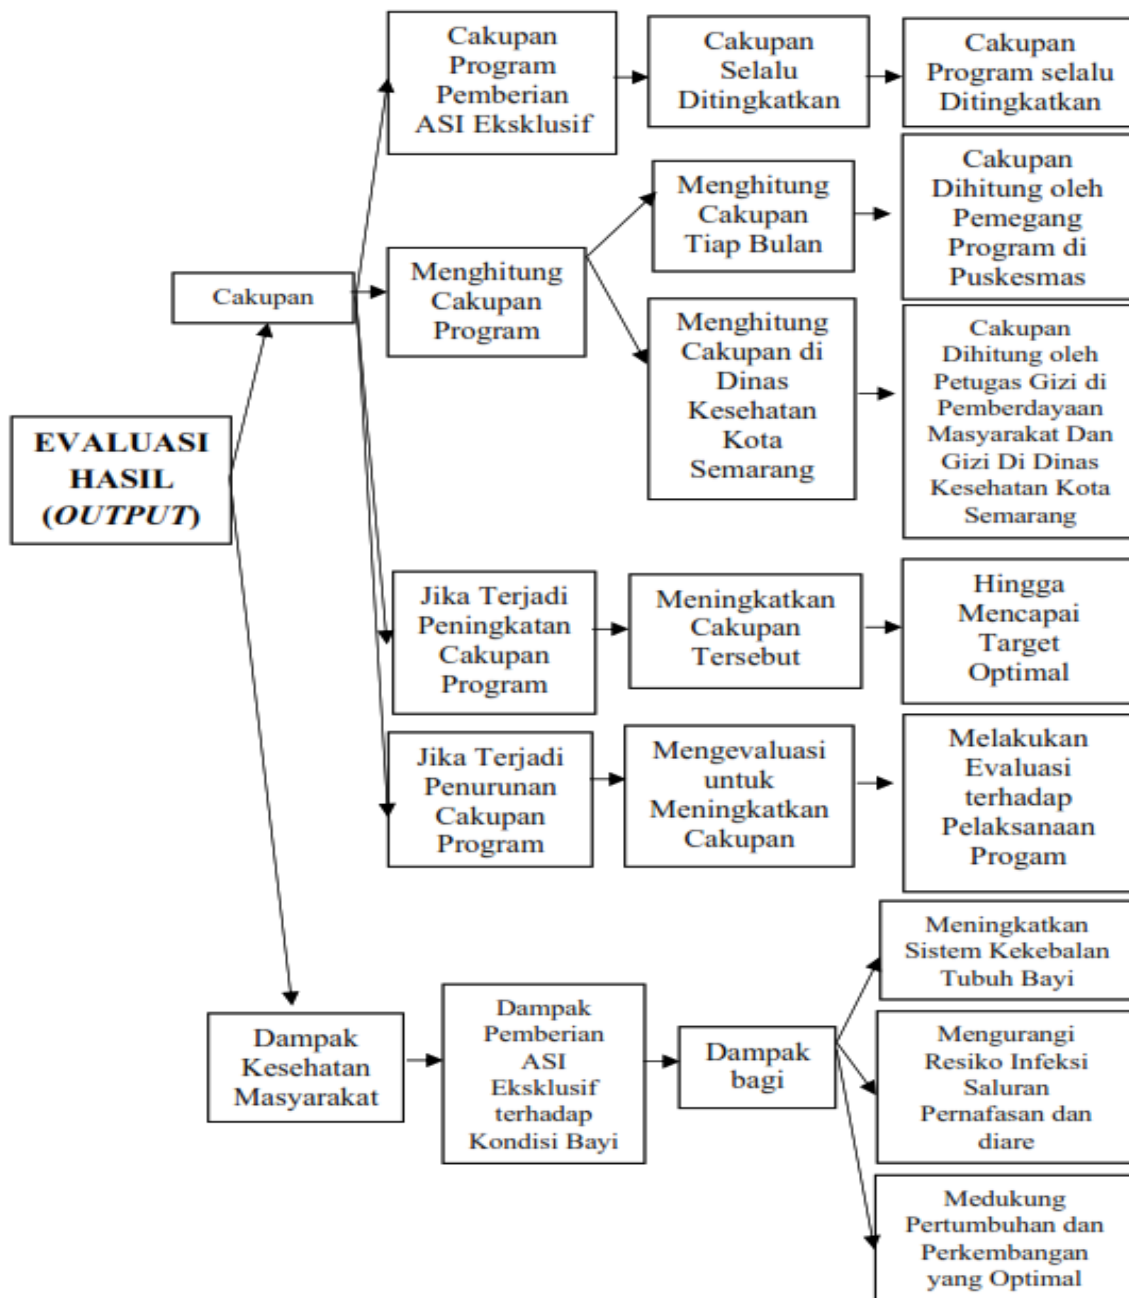 Cakupan
Program
Pemberian
ASI Eksklusif
Cakupan
Selalu
Ditingkatkan
Cakupan
Program selalu
Ditingkatkan
Menghitung
Cakupan
Tiap Bulan
Cakupan
Dihitung oleh
Pemegang
Program di
Puskesmas
Cakupan
Menghitung
Cakupan
Program
Menghitung
Cakupan di
Dinas
Kesehatan
Kota
Semarang
Cakupan
Dihitung oleh
Petugas Gizi di
Pemberdayaan
Masyarakat Dan
Gizi Di Dinas
Kesehatan Kota
Semarang
EVALUASI
HASIL
(OUTPUT)
Jika Terjadi
Peningkatan
Cakupan
Program
Meningkatkan
Cakupan
Tersebut
Hingga
Mencapai
Target
Optimal
Jika Terjadi
Penurunan
Cakupan
Program
Mengevaluasi
untuk
Meningkatkan
Cakupan
Melakukan
Evaluasi
terhadap
Pelaksanaan
Progam
Dampak
Kesehatan
Masyarakat
Dampak
Pemberian
ASI
Eksklusif
terhadap
Kondisi Bayi
Dampak
bagi
Meningkatkan
Sistem Kekebalan
Tubuh Bayi
Mengurangi
Resiko Infeksi
Saluran
Pernafasan dan
diare
Medukung
Pertumbuhan dan
Perkembangan
yang Optimal